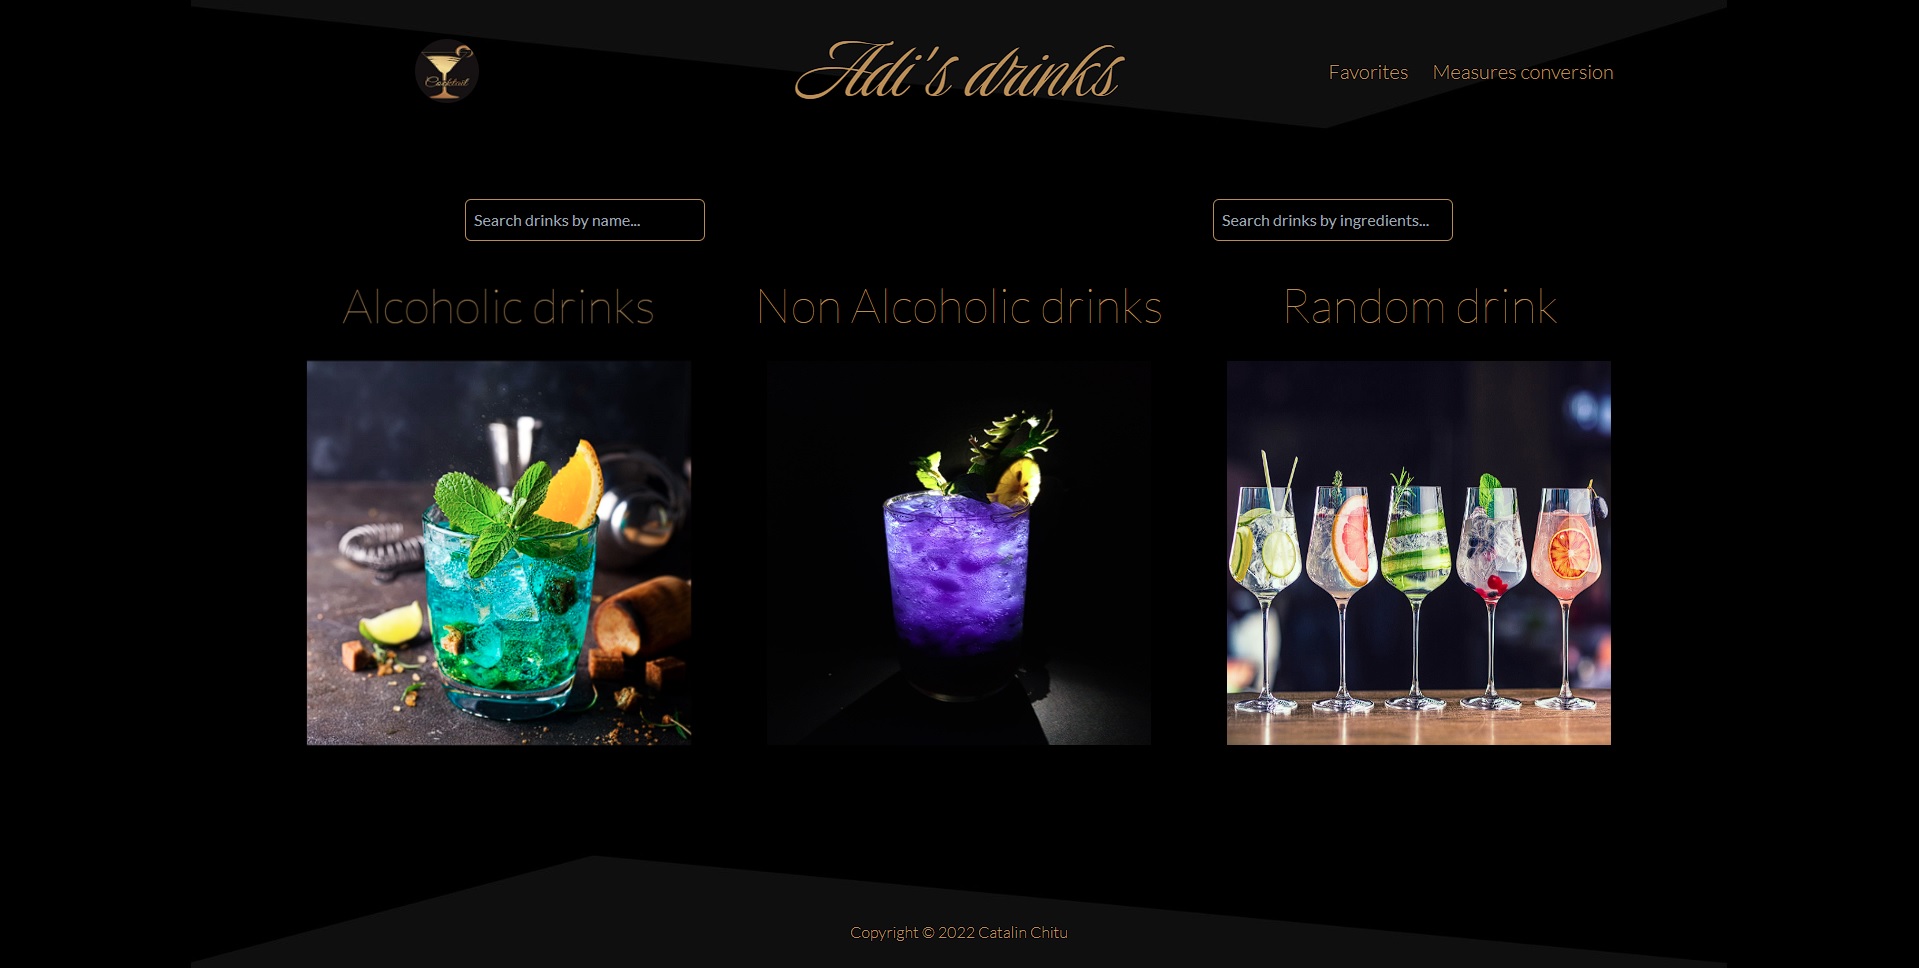 Cocktail
Adi's drinks
Favorites
Measures conversion
Search drinks by name...
Search drinks by ingredients...
Alcoholic drinks
Non Alcoholic drinks
Random drink
Copyright © 2022 Catalin Chitu